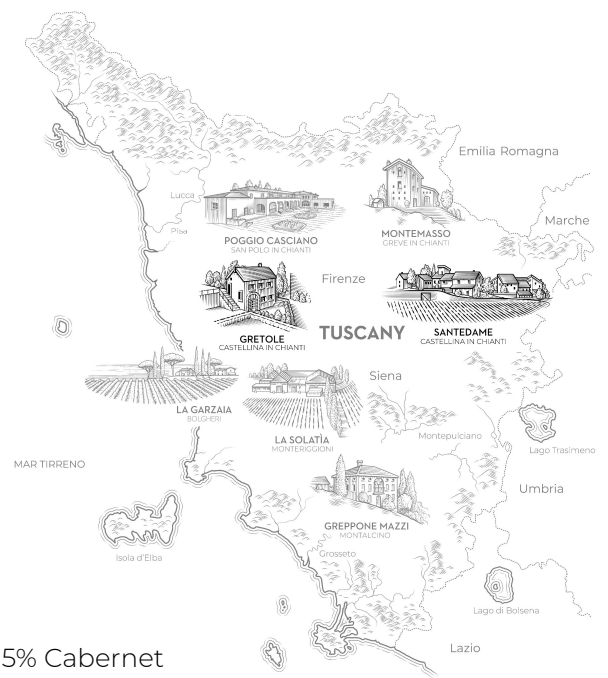 Emilia Romagna
Lucca
Marche
Pisa
MONTEMASSO
GREVE IN CHIANTI
POGGIO CASCIANO
SAN POLO IN CHIANTI
Firenze
TUSCANY
SANTEDAME
CASTELLINA IN CHIANTI
GRETOLE
CASTELLINA IN CHIANTI
Siena
LA GARZAIA
BOLGHERI
LA SOLATÌA
MONTERIGGIONI
Montepulciano
Lago Trasimeno
MAR TIRRENO
Umbria
GREPPONE MAZZI
MONTALCINO
Isola d'Elba
Grosseto
Lago di Bolsena
Lazio
5% Cabernet